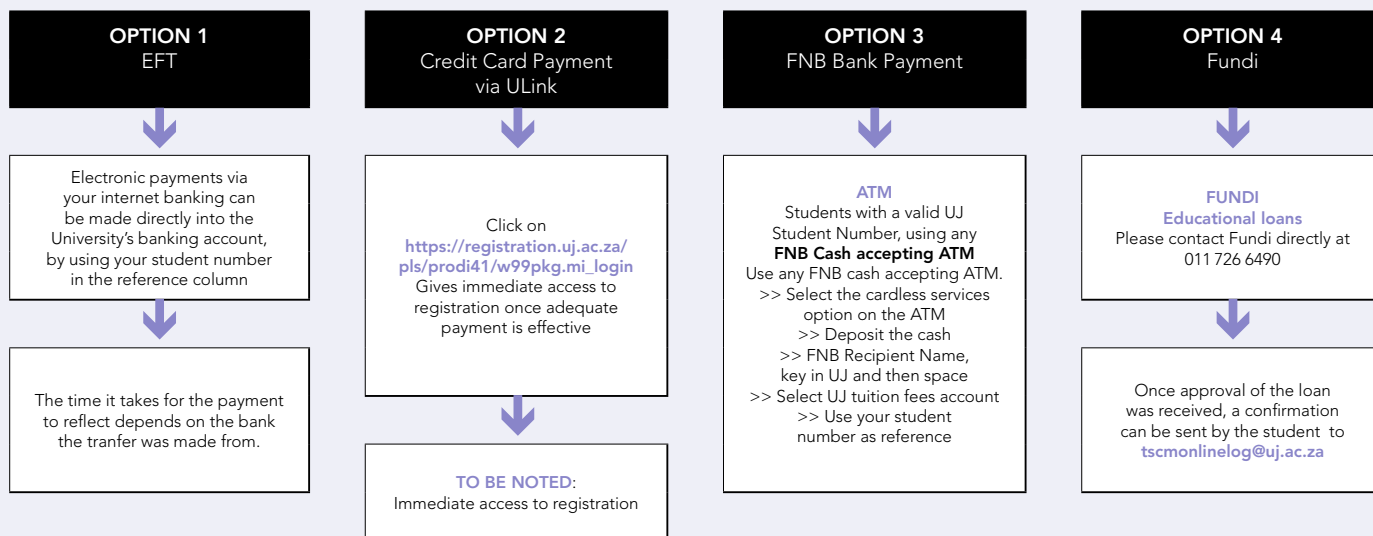 OPTION 1
EFT
Electronic payments via
your internet banking can
be made directly into the
University's banking account,
by using your student number
in the reference column
The time it takes for the payment
to reflect depends on the bank
the tranfer was made from.
OPTION 2
Credit Card Payment
via ULink
Click on
https://registration.uj.ac.za/
pls/prodi41/w99pkg.mi_login
Gives immediate access to
registration once adequate
payment is effective
TO BE NOTED:
Immediate access to registration
OPTION 3
FNB Bank Payment
ATM
Students with a valid UJ
Student Number, using any
FNB Cash accepting ATM
Use any FNB cash accepting ATM.
>> Select the cardless services
option on the ATM
>> Deposit the cash
>> FNB Recipient Name,
key in UJ and then space
>> Select UJ tuition fees account
>> Use your student
number as reference
OPTION 4
Fundi
FUNDI
Educational loans
Please contact Fundi directly at
011 726 6490
Once approval of the loan
was received, a confirmation
can be sent by the student to
tscmonlinelog@uj.ac.za